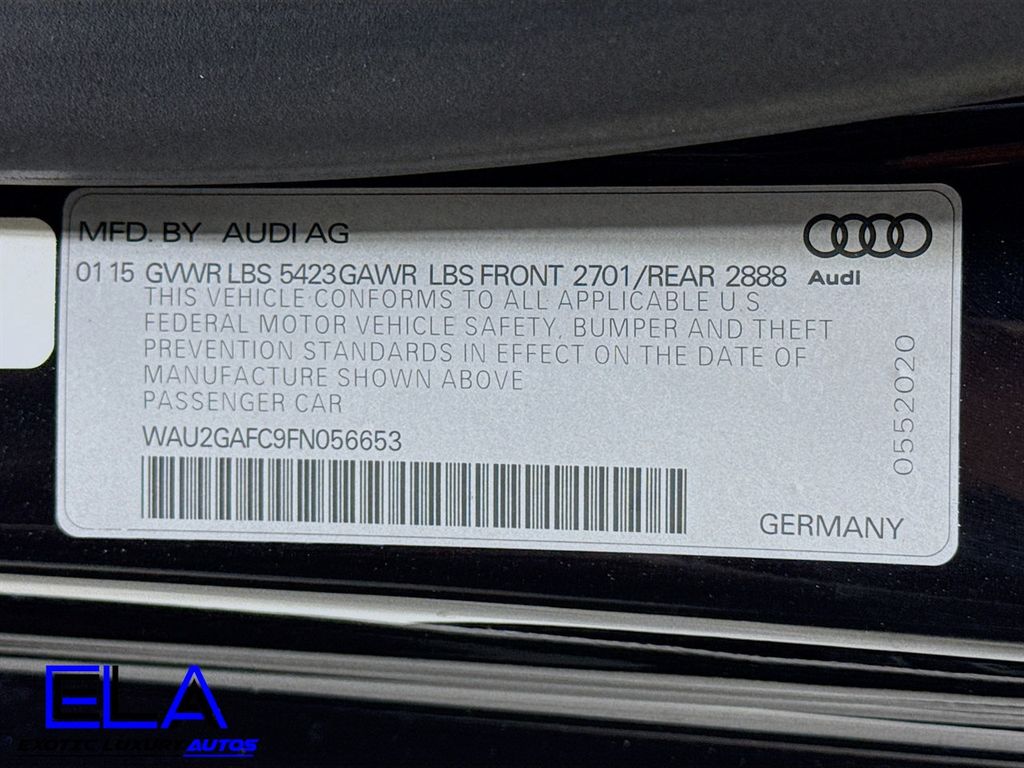 MFD. BY AUDI AG
01 15 GVWR LBS 5423 GAWR LBS FRONT 2701/REAR 2888
Audi
THIS VEHICLE CONFORMS TO ALL APPLICABLE U S
FEDERAL MOTOR VEHICLE SAFETY, BUMPER AND THEFT
PREVENTION STANDARDS IN EFFECT ON THE DATE OF
MANUFACTURE SHOWN ABOVE
PASSENGER CAR
WAU2GAFC9FN056653
0552020
GERMANY
ELA
EXOTIC LUXURY AUTOS